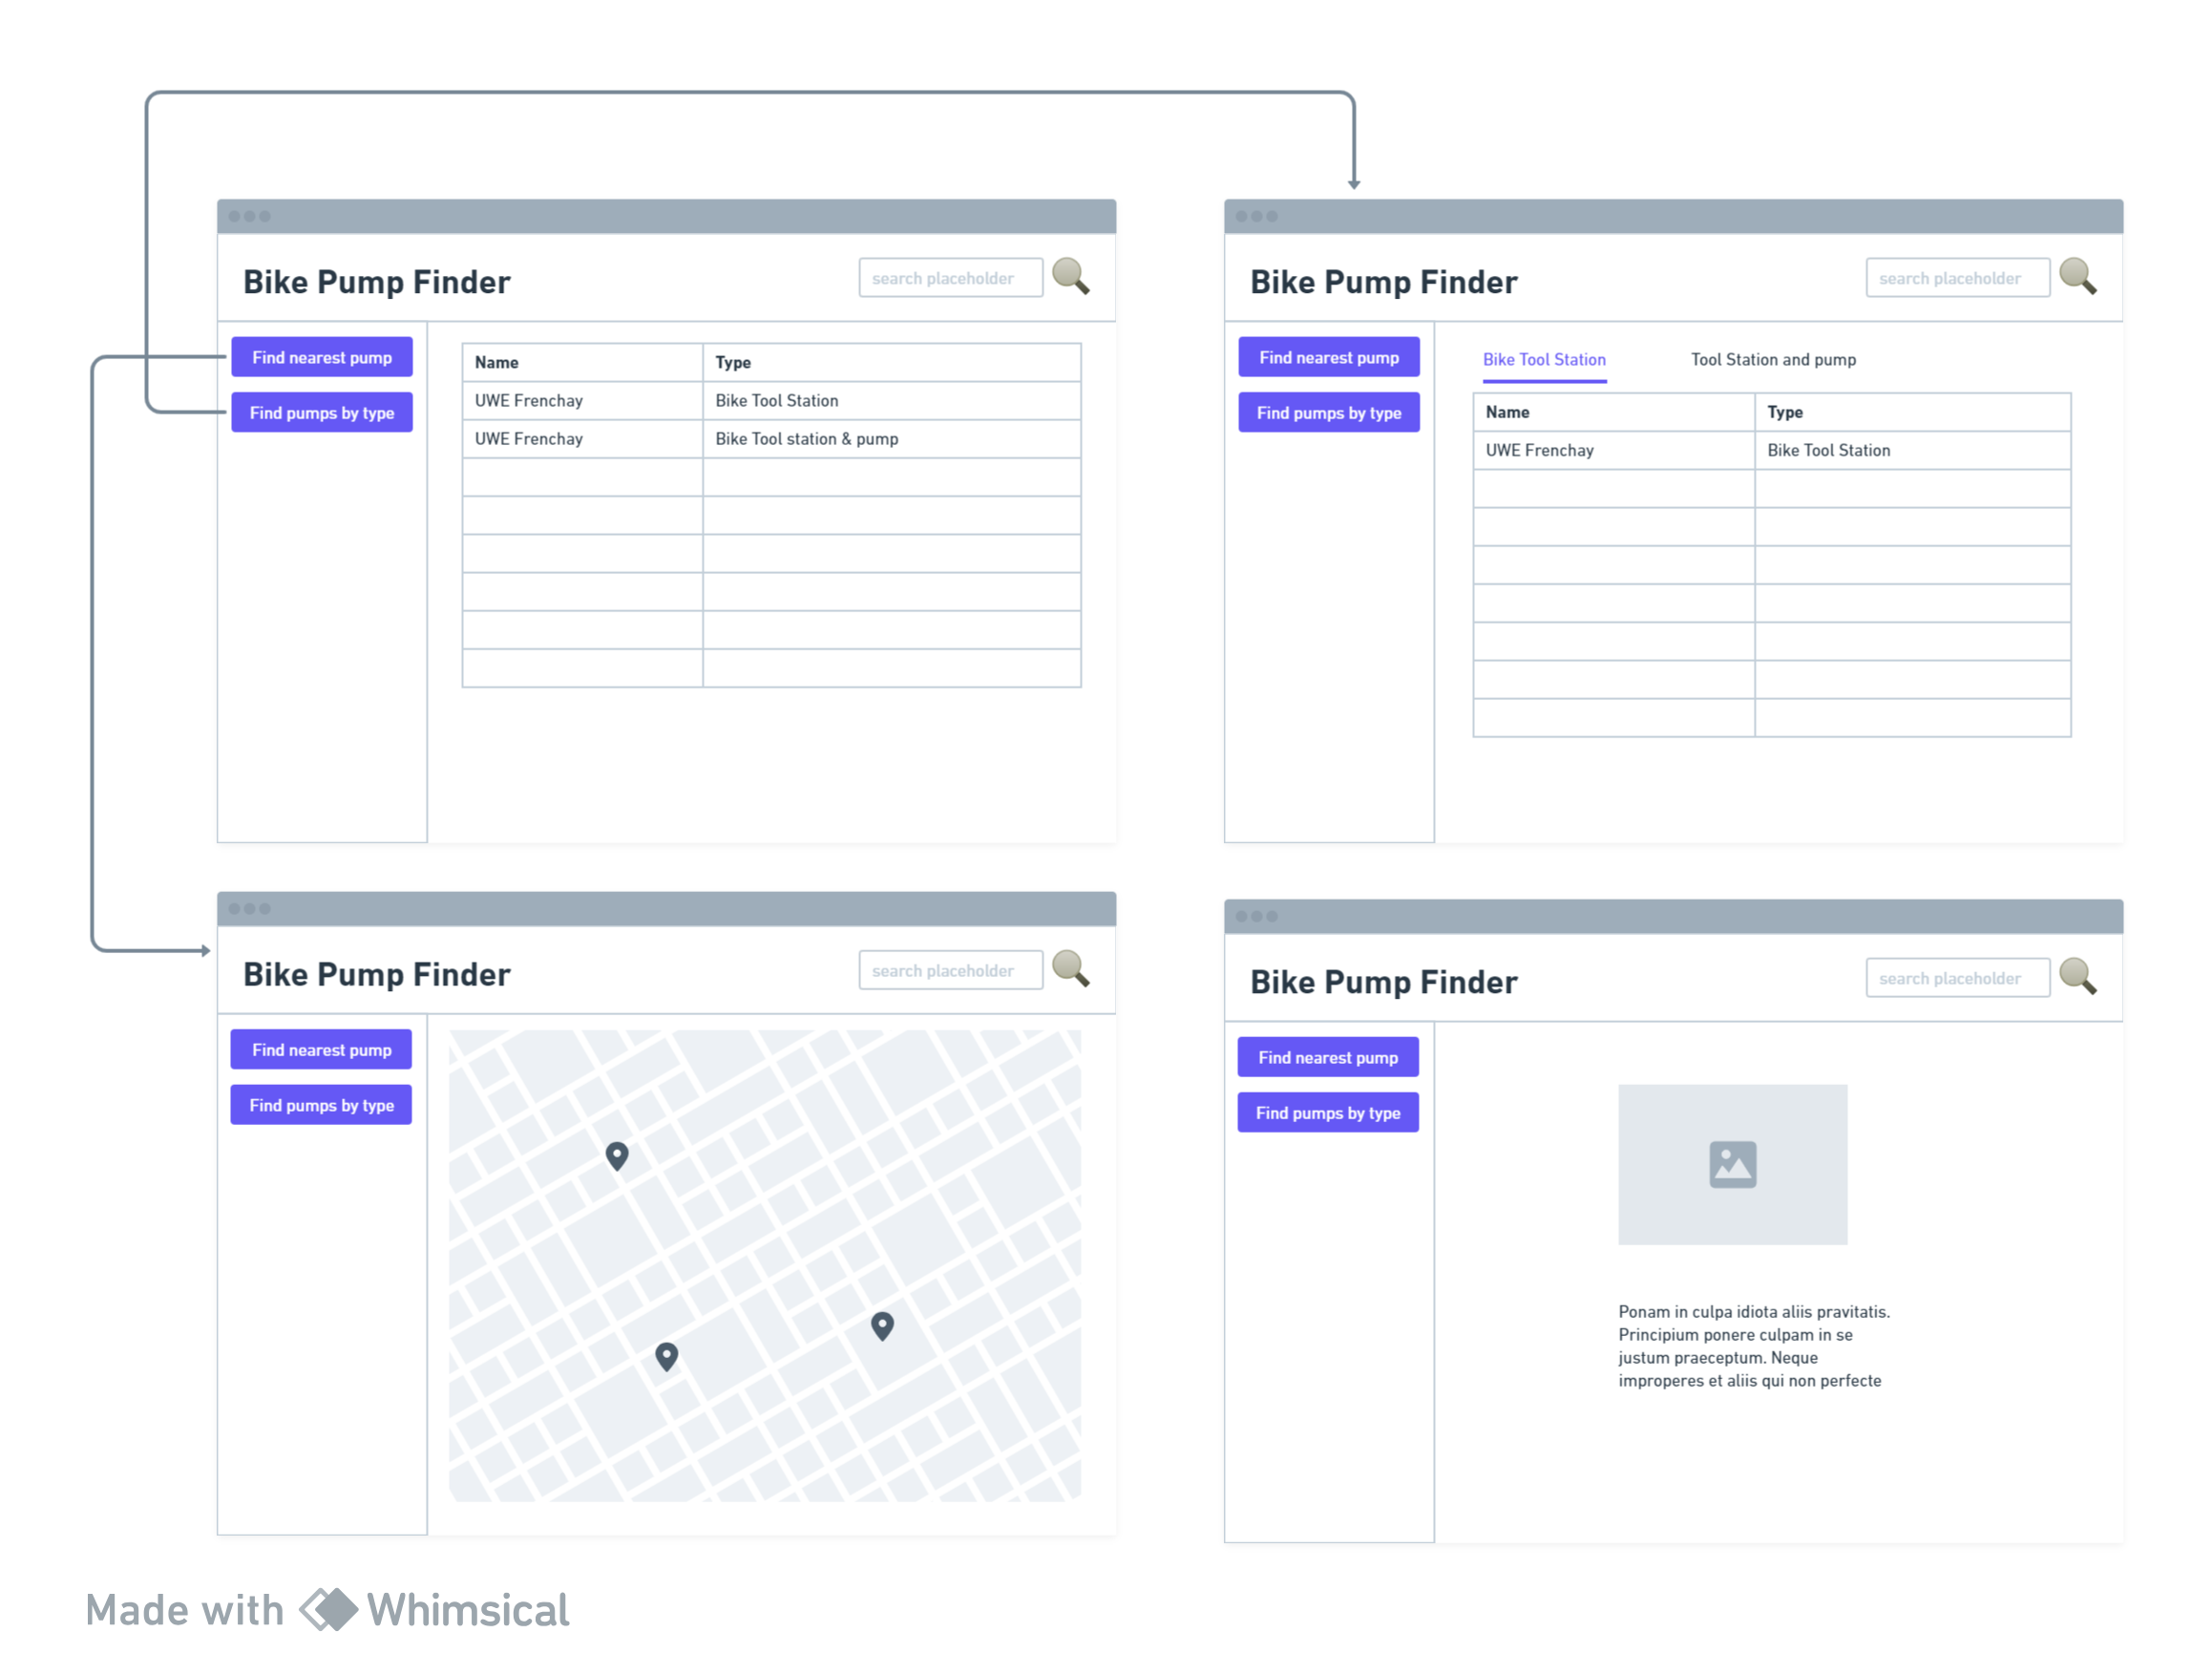 Bike Pump Finder
search placeholder
Find nearest pump
Find pumps by type
Name Type
UWE Frenchay Bike Tool Station
UWE Frenchay Bike Tool station & pump
Bike Pump Finder
search placeholder
Find nearest pump
Find pumps by type
Bike Tool Station Tool Station and pump
Name Type
UWE Frenchay Bike Tool Station
Bike Pump Finder
search placeholder
Find nearest pump
Find pumps by type
Bike Pump Finder
search placeholder
Find nearest pump
Find pumps by type
Ponam in culpa idiota aliis pravitatis.
Principium ponere culpam in se
justum praeceptum. Neque
improperes et aliis qui non perfecte
Made with Whimsical